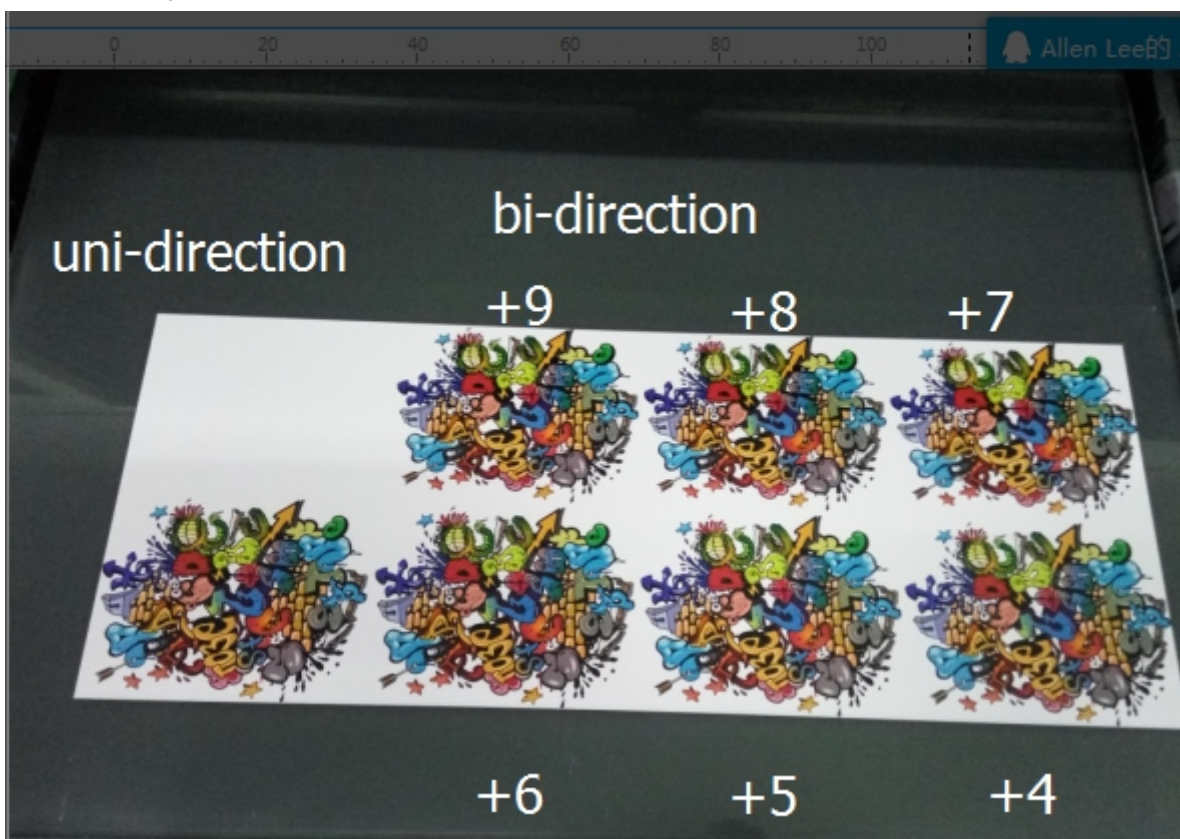 0 20 40 60 80 100
Allen Lee的
bi-direction
uni-direction
+9 +8 +7
+6 +5 +4